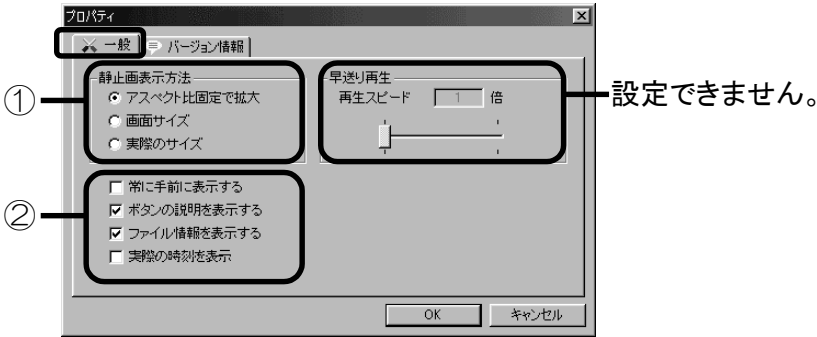 プロパティ
一般
バージョン情報
①
静止画表示方法
アスペクト比固定で拡大
画面サイズ
実際のサイズ
早送り再生
再生スピード 1 倍
設定できません。
②
常に手前に表示する
ボタンの説明を表示する
ファイル情報を表示する
実際の時刻を表示
OK
キャンセル